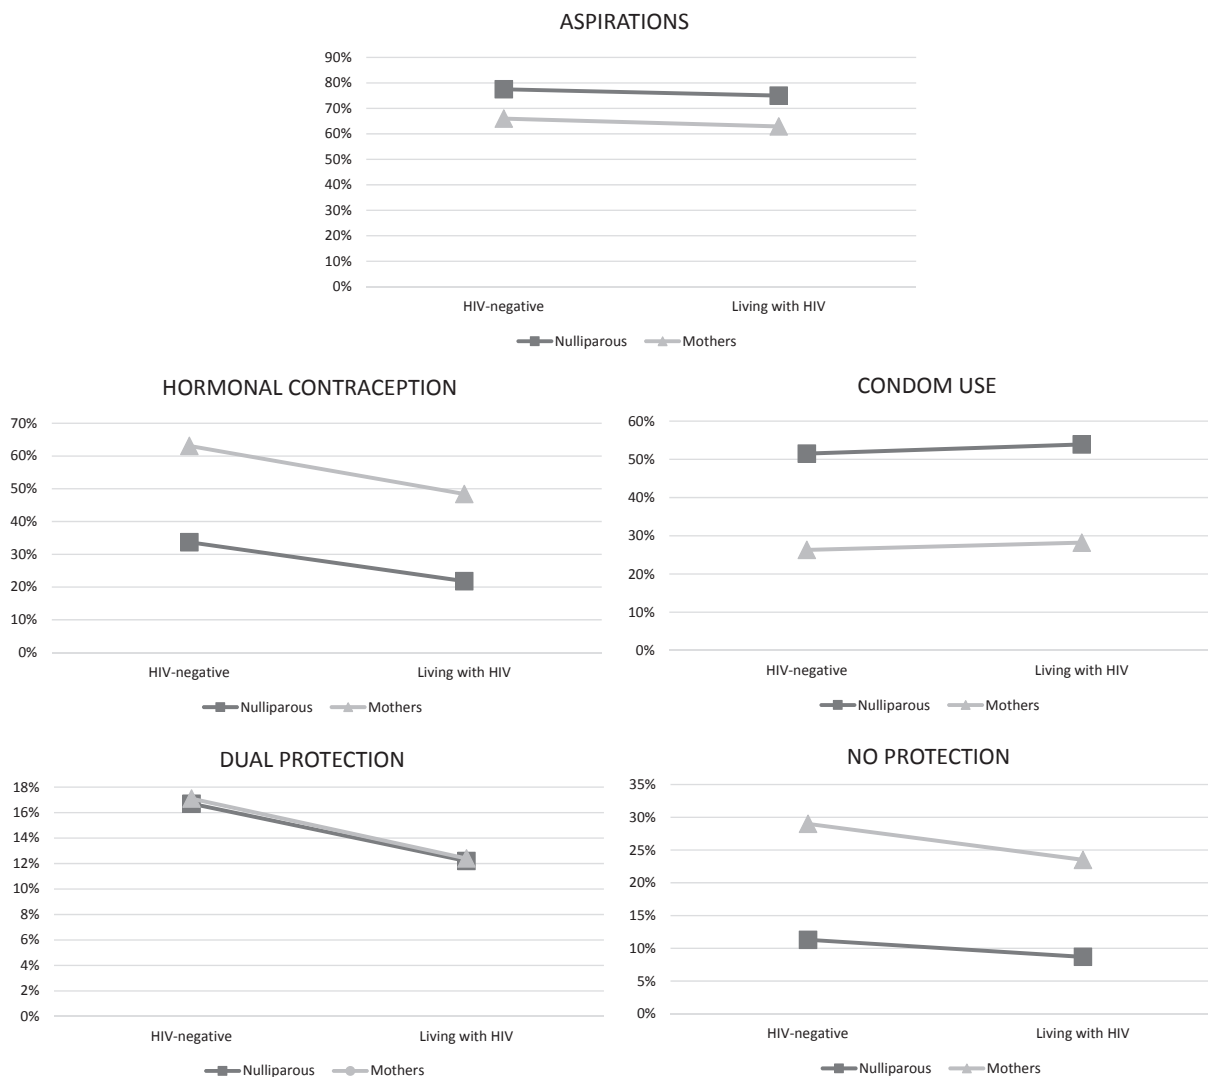 ASPIRATIONS
90%
80%
70%
60%
50%
40%
30%
20%
10%
0%
HIV-negative Living with HIV
Nulliparous Mothers
HORMONAL CONTRACEPTION
70%
60%
50%
40%
30%
20%
10%
0%
HIV-negative Living with HIV
Nulliparous Mothers
CONDOM USE
60%
50%
40%
30%
20%
10%
0%
HIV-negative Living with HIV
Nulliparous Mothers
DUAL PROTECTION
18%
16%
14%
12%
10%
8%
6%
4%
2%
0%
HIV-negative Living with HIV
Nulliparous Mothers
NO PROTECTION
35%
30%
25%
20%
15%
10%
5%
0%
HIV-negative Living with HIV
Nulliparous Mothers